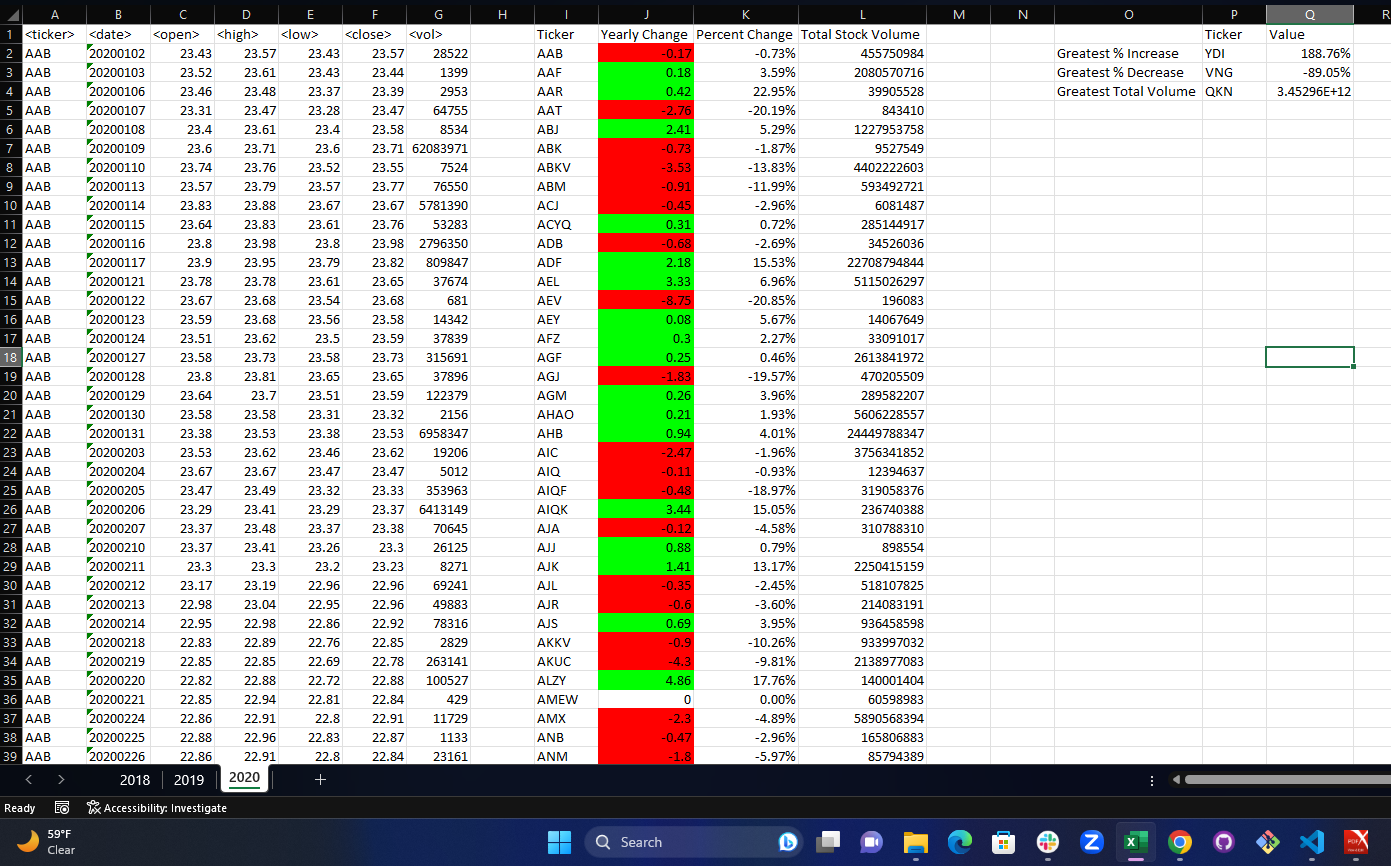 A B C D E F G H I J K L M N O P Q R
1 <ticker> <date> <open> <high> <low> <close> <vol> Ticker Yearly Change Percent Change Total Stock Volume Ticker Value
2 AAB 20200102 23.43 23.57 23.43 23.57 28522 AAB -0.17 -0.73% 455750984 Greatest % Increase YDI 188.76%
3 AAB 20200103 23.52 23.61 23.43 23.44 1399 AAF 0.18 3.59% 2080570716 Greatest % Decrease VNG -89.05%
4 AAB 20200106 23.46 23.48 23.37 23.39 2953 AAR 0.42 22.95% 39905528 Greatest Total Volume QKN 3.45296E+12
5 AAB 20200107 23.31 23.47 23.28 23.47 64755 AAT -2.76 -20.19% 843410
6 AAB 20200108 23.4 23.61 23.4 23.58 8534 ABJ 2.41 5.29% 1227953758
7 AAB 20200109 23.6 23.71 23.6 23.71 62083971 ABK -0.73 -1.87% 9527549
8 AAB 20200110 23.74 23.76 23.52 23.55 7524 ABKV -3.53 -13.83% 4402222603
9 AAB 20200113 23.57 23.79 23.57 23.77 76550 ABM -0.91 -11.99% 593492721
10 AAB 20200114 23.83 23.88 23.67 23.67 5781390 ACJ -0.45 -2.96% 6081487
11 AAB 20200115 23.64 23.83 23.61 23.76 53283 ACYQ 0.31 0.72% 285144917
12 AAB 20200116 23.8 23.98 23.8 23.98 2796350 ADB -0.68 -2.69% 34526036
13 AAB 20200117 23.9 23.95 23.79 23.82 809847 ADF 2.18 15.53% 22708794844
14 AAB 20200121 23.78 23.78 23.61 23.65 37674 AEL 3.33 6.96% 5115026297
15 AAB 20200122 23.67 23.68 23.54 23.68 681 AEV -8.75 -20.85% 196083
16 AAB 20200123 23.59 23.68 23.56 23.58 14342 AEY 0.08 5.67% 14067649
17 AAB 20200124 23.51 23.62 23.5 23.59 37839 AFZ 0.3 2.27% 33091017
18 AAB 20200127 23.58 23.73 23.58 23.73 315691 AGF 0.25 0.46% 2613841972
19 AAB 20200128 23.8 23.81 23.65 23.65 37896 AGJ -1.83 -19.57% 470205509
20 AAB 20200129 23.64 23.7 23.51 23.59 122379 AGM 0.26 3.96% 289582207
21 AAB 20200130 23.58 23.58 23.31 23.32 2156 AHAO 0.21 1.93% 5606228557
22 AAB 20200131 23.38 23.53 23.38 23.53 6958347 AHB 0.94 4.01% 24449788347
23 AAB 20200203 23.53 23.62 23.46 23.62 19206 AIC -2.47 -1.96% 3756341852
24 AAB 20200204 23.67 23.67 23.47 23.47 5012 AIQ -0.11 -0.93% 12394637
25 AAB 20200205 23.47 23.49 23.32 23.33 353963 AIQF -0.48 -18.97% 319058376
26 AAB 20200206 23.29 23.41 23.29 23.37 6413149 AIQK 3.44 15.05% 236740388
27 AAB 20200207 23.37 23.48 23.37 23.38 70645 AJA -0.12 -4.58% 310788310
28 AAB 20200210 23.37 23.41 23.26 23.3 26125 AJJ 0.88 0.79% 898554
29 AAB 20200211 23.3 23.3 23.2 23.23 8271 AJK 1.41 13.17% 2250415159
30 AAB 20200212 23.17 23.19 22.96 22.96 69241 AJL -0.35 -2.45% 518107825
31 AAB 20200213 22.98 23.04 22.95 22.96 49883 AJR -0.6 -3.60% 214083191
32 AAB 20200214 22.95 22.98 22.86 22.92 78316 AJS 0.69 3.95% 936458598
33 AAB 20200218 22.83 22.89 22.76 22.85 2829 AKKV -0.9 -10.26% 933997032
34 AAB 20200219 22.85 22.85 22.69 22.78 263141 AKUC -4.3 -9.81% 2138977083
35 AAB 20200220 22.82 22.88 22.72 22.88 100527 ALZY 4.86 17.76% 140001404
36 AAB 20200221 22.85 22.94 22.81 22.84 429 AMEW 0 0.00% 60598983
37 AAB 20200224 22.86 22.91 22.8 22.91 11729 AMX -2.3 -4.89% 5890568394
38 AAB 20200225 22.88 22.96 22.83 22.87 1133 ANB -0.47 -2.96% 165806883
39 AAB 20200226 22.86 22.91 22.8 22.84 23161 ANM -1.8 -5.97% 85794389
2018 2019 2020
Ready Accessibility: Investigate
59°F
Clear
Search